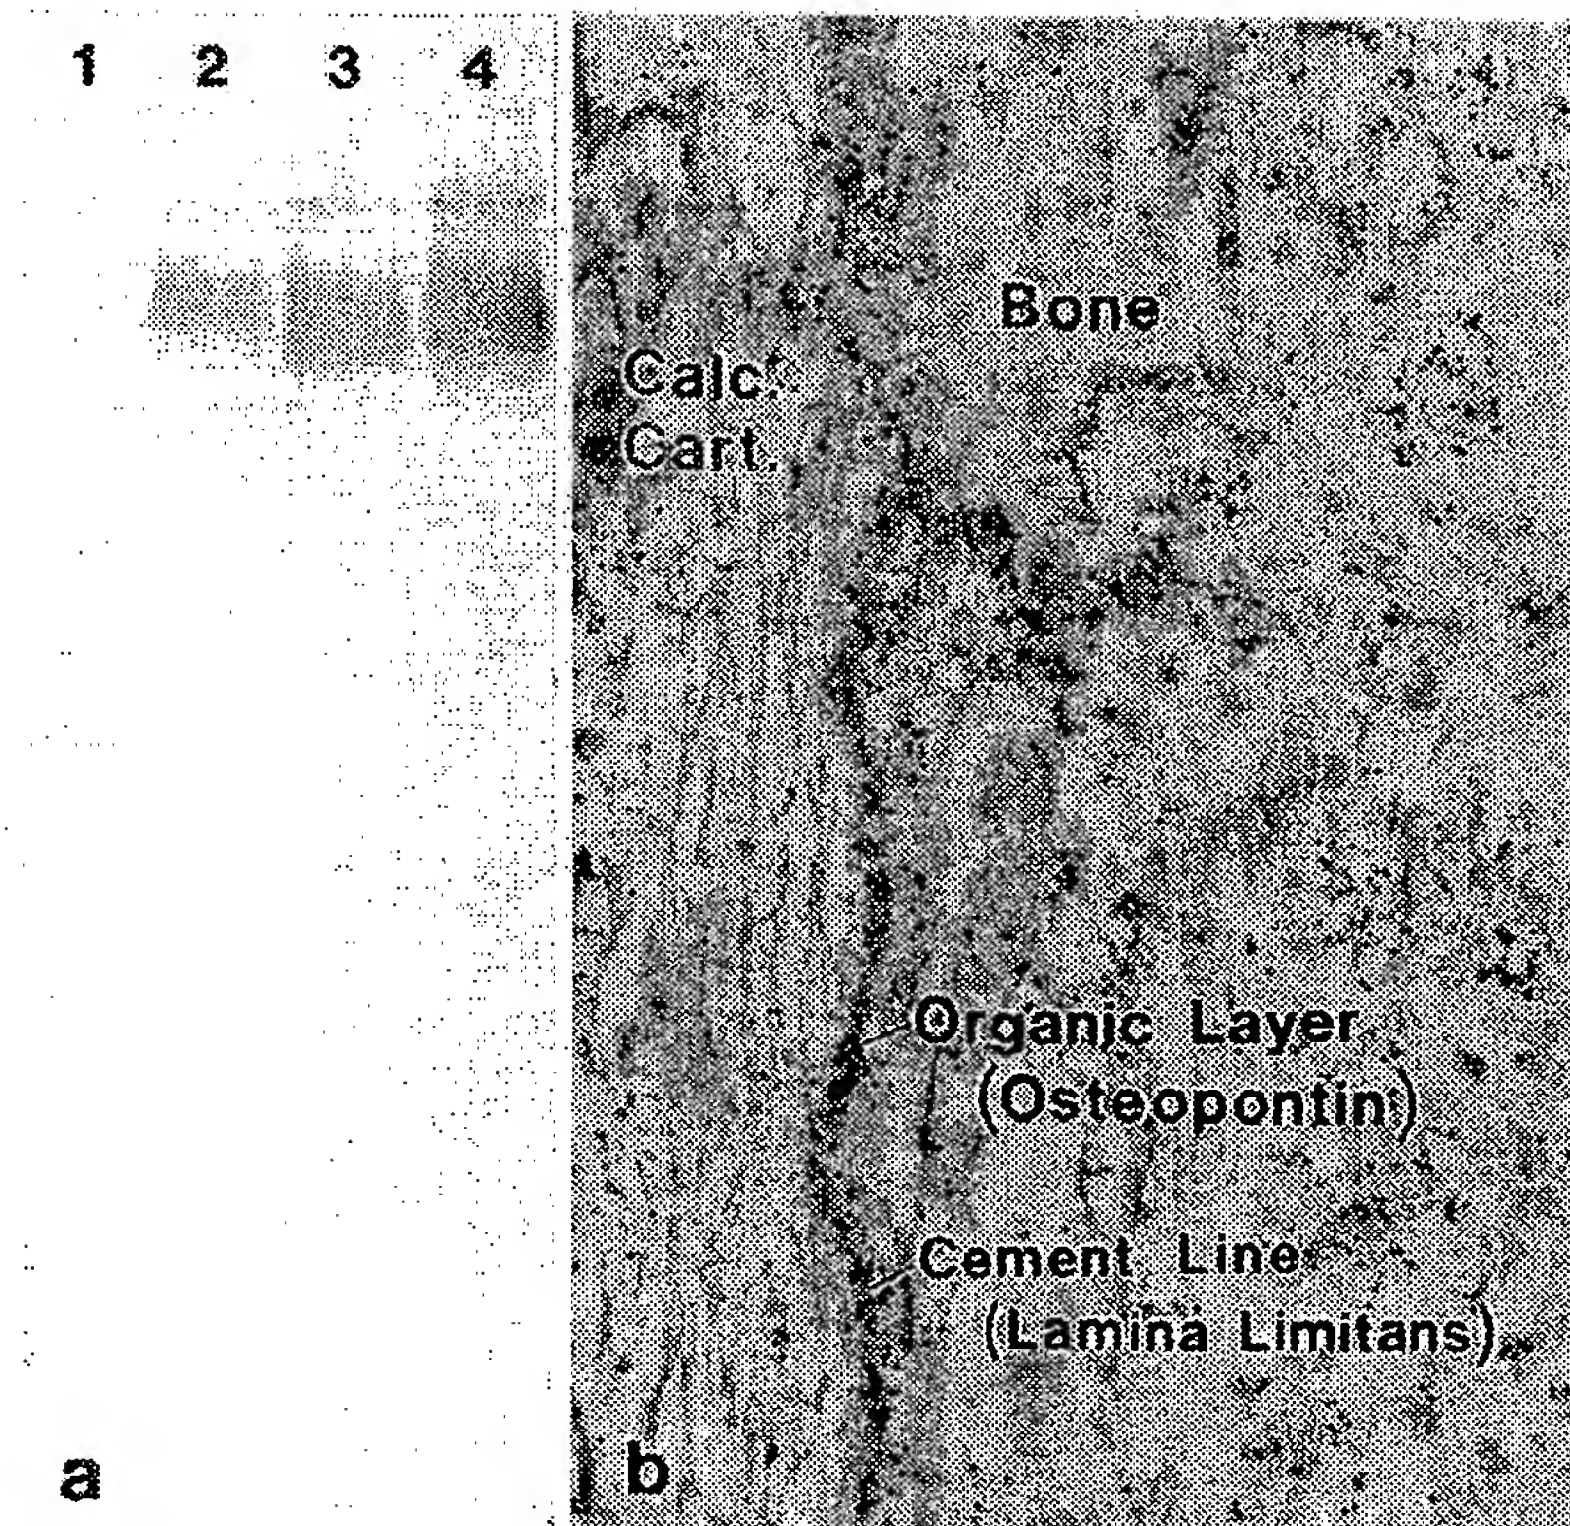 1 2 3 4
Bone
Calc.
Cart.
Organic Layer
(Osteopontin)
Cement Line
(Lamina Limitans)
a b